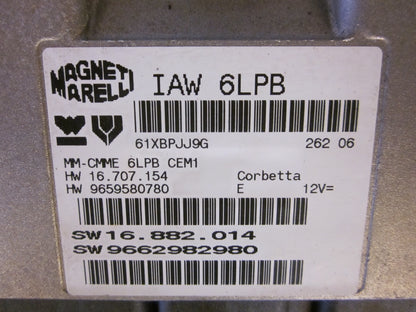 MAGNETI
MARELLI
IAW 6LPB
61XBPJJ9G 262 06
MM-CMME 6LPB CEM1
HW 16.707.154 Corbetta
HW 9659580780 E 12V=
SW16.882.014
SW9662982980